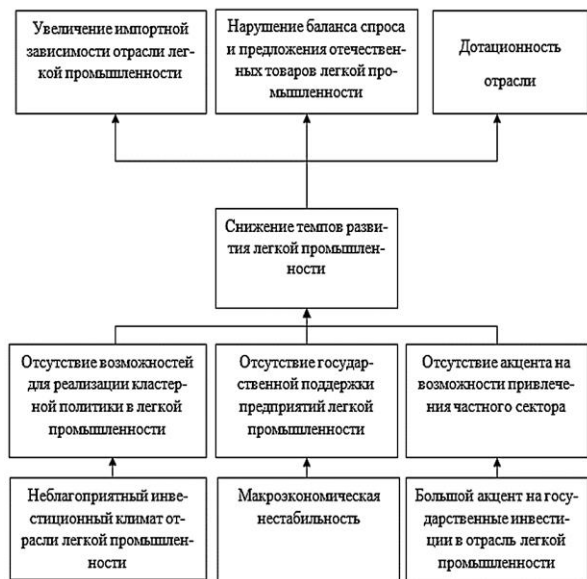 Увеличение импортной
зависимости отрасли лег-
кой промышленности
Нарушение баланса спроса
и предложения отечествен-
ных товаров легкой про-
мышленности
Дотационность
отрасли
Снижение темпов разви-
тия легкой промышлен-
ности
Отсутствие возможностей
для реализации кластер-
ной политики в легкой
промышленности
Отсутствие государ-
ственной поддержки
предприятий легкой
промышленности
Отсутствие акцента на
возможности привлече-
чения частного сектора
Неблагоприятный инве-
стиционный климат от-
расли легкой промышлен-
ности
Макроэкономическая
нестабильность
Большой акцент на госу-
дарственные инвести-
ции в отрасль легкой
промышленности